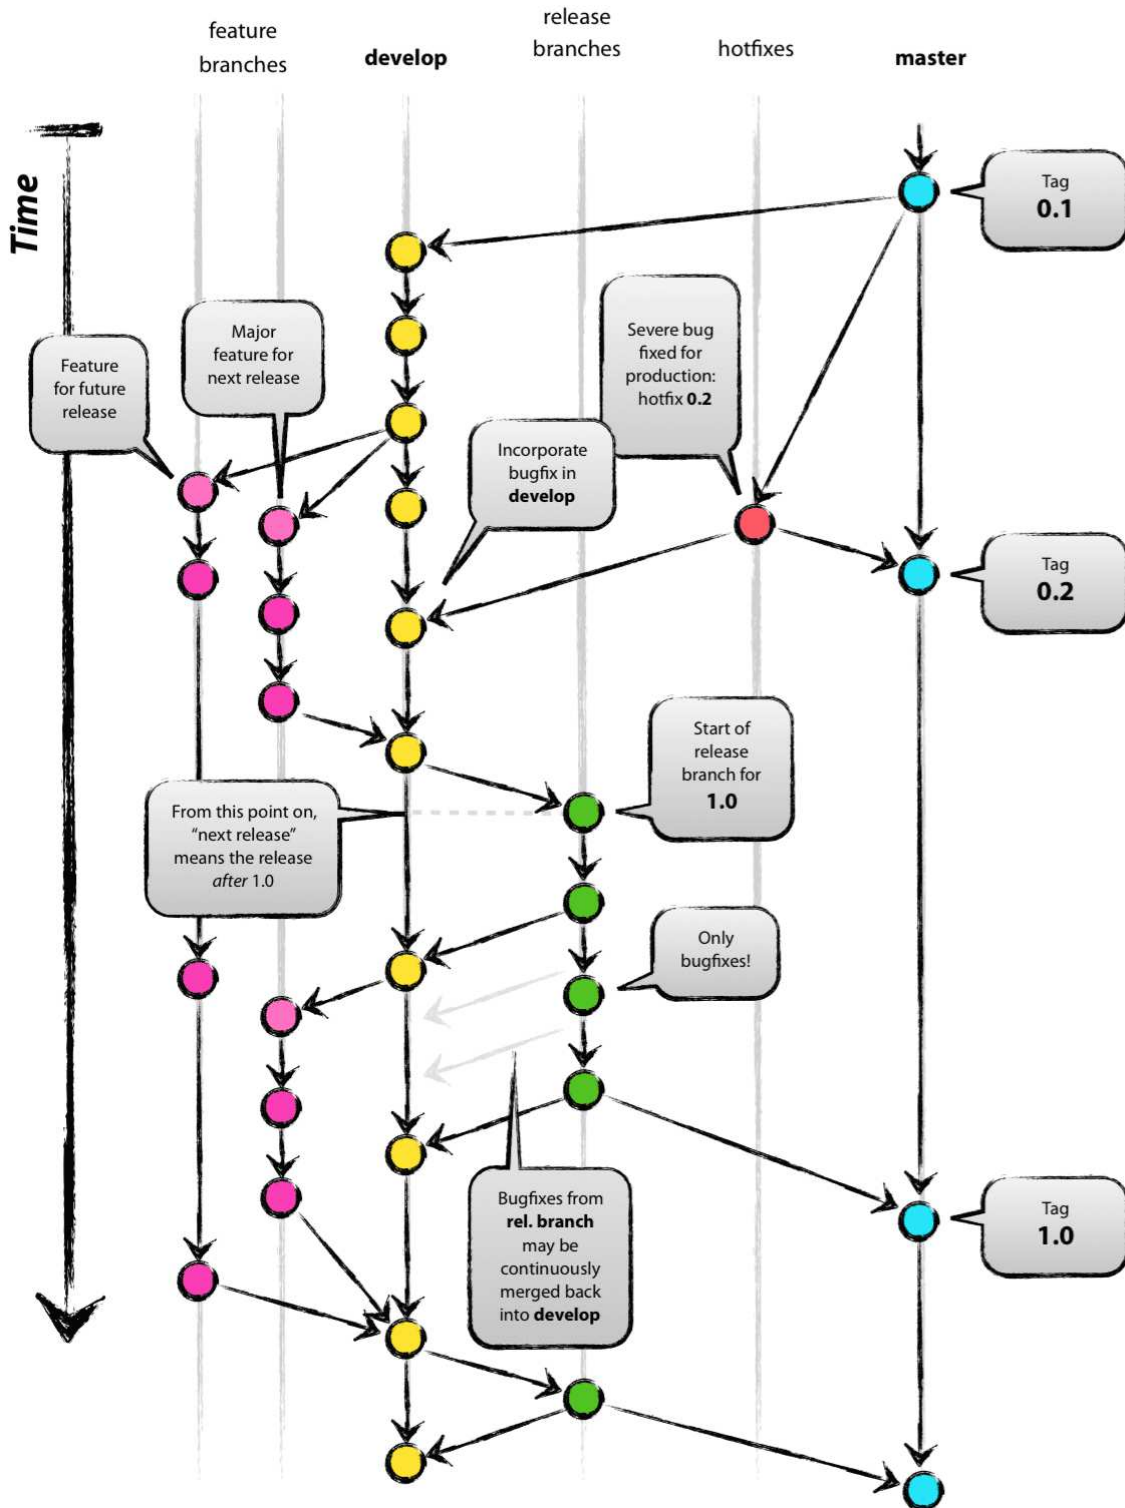 feature
branches
develop
release
branches
hotfixes
master
Time
Tag
0.1
Feature
for future
release
Major
feature for
next release
Severe bug
fixed for
production:
hotfix 0.2
Incorporate
bugfix in
develop
Tag
0.2
Start of
release
branch for
1.0
From this point on,
“next release”
means the release
after 1.0
Only
bugfixes!
Bugfixes from
rel. branch
may be
continuously
merged back
into develop
Tag
1.0